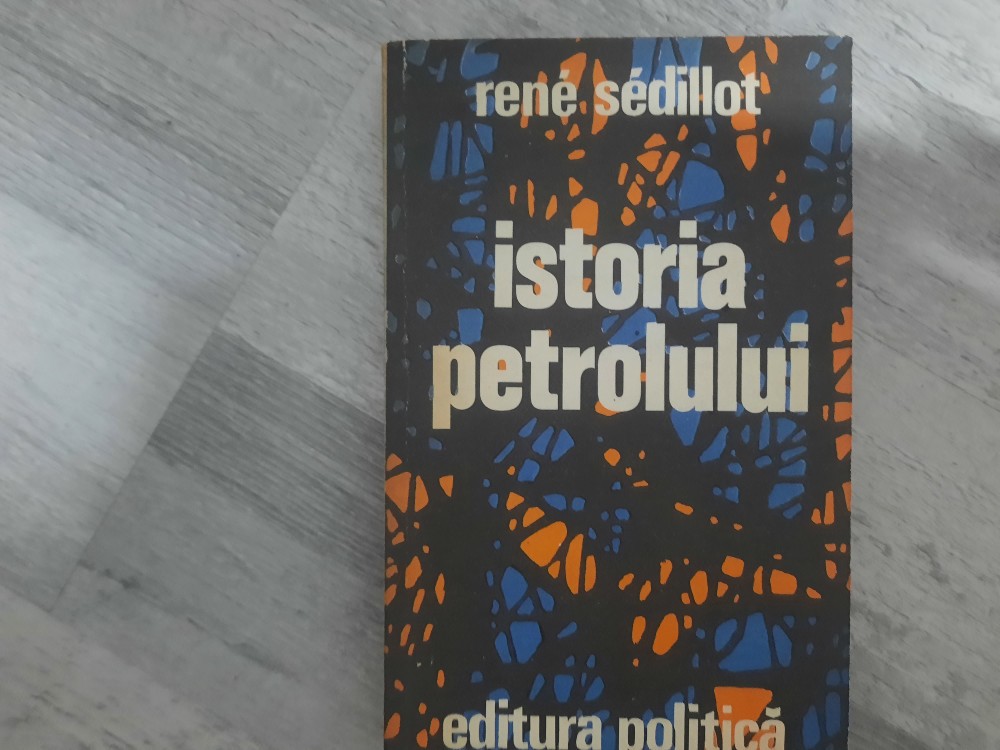 rené sédillot
istoria
petrolului
editura politică